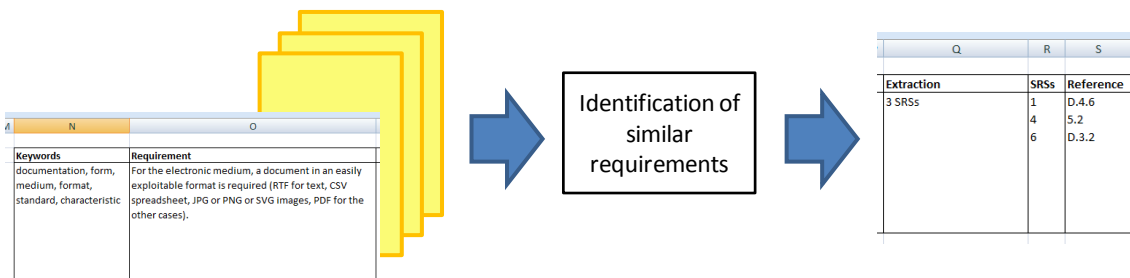 M N O
Keywords Requirement
documentation, form, For the electronic medium, a document in an easily
medium, format, exploitable format is required (RTF for text, CSV
standard, characteristic spreadsheet, JPG or PNG or SVG images, PDF for the
other cases).
Identification of
similar
requirements
Q R S
Extraction SRSs Reference
3 SRSs 1 D.4.6
4 5.2
6 D.3.2